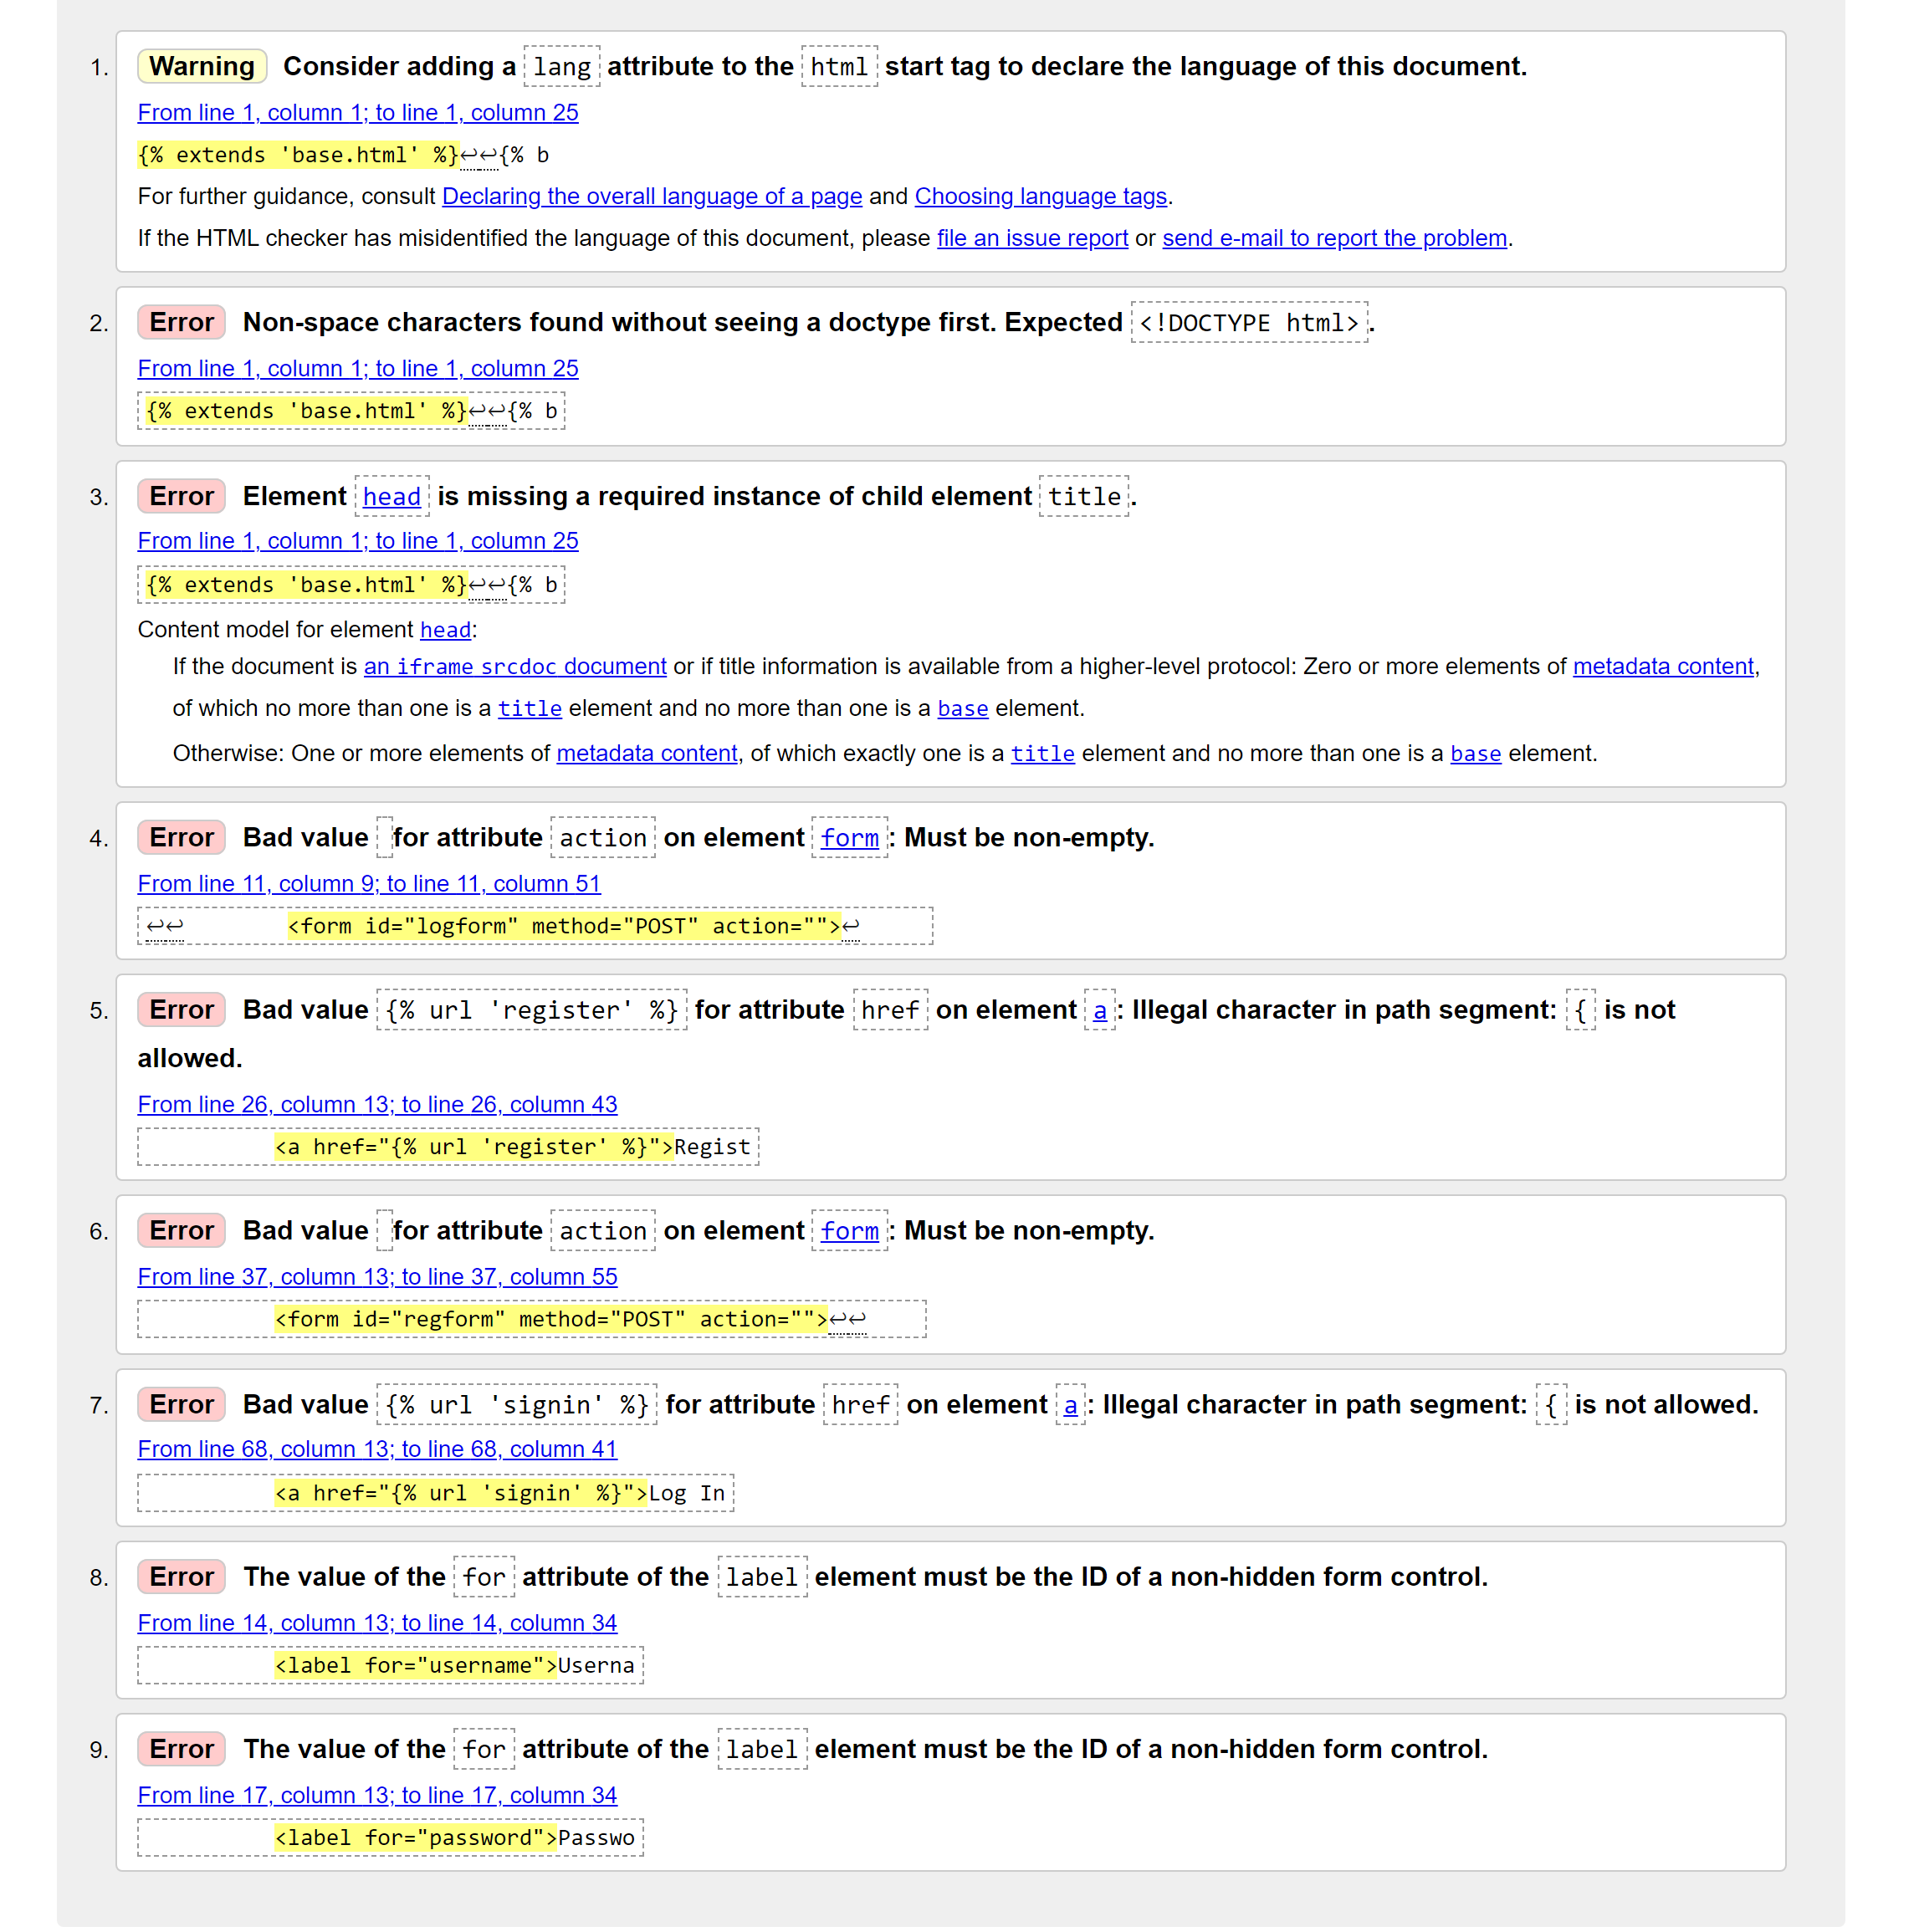 1. Warning Consider adding a lang attribute to the html start tag to declare the language of this document.
From line 1, column 1; to line 1, column 25
{% extends 'base.html' %}↩↩{% b
For further guidance, consult Declaring the overall language of a page and Choosing language tags.
If the HTML checker has misidentified the language of this document, please file an issue report or send e-mail to report the problem.
2. Error Non-space characters found without seeing a doctype first. Expected <!DOCTYPE html>.
From line 1, column 1; to line 1, column 25
{% extends 'base.html' %}↩↩{% b
3. Error Element head is missing a required instance of child element title.
From line 1, column 1; to line 1, column 25
{% extends 'base.html' %}↩↩{% b
Content model for element head:
If the document is an iframe srcdoc document or if title information is available from a higher-level protocol: Zero or more elements of metadata content,
of which no more than one is a title element and no more than one is a base element.
Otherwise: One or more elements of metadata content, of which exactly one is a title element and no more than one is a base element.
4. Error Bad value for attribute action on element form: Must be non-empty.
From line 11, column 9; to line 11, column 51
↩↩ <form id="logform" method="POST" action="">↩
5. Error Bad value {% url 'register' %} for attribute href on element a: Illegal character in path segment: { is not
allowed.
From line 26, column 13; to line 26, column 43
<a href="{% url 'register' %}">Regist
6. Error Bad value for attribute action on element form: Must be non-empty.
From line 37, column 13; to line 37, column 55
<form id="regform" method="POST" action="">↩↩
7. Error Bad value {% url 'signin' %} for attribute href on element a: Illegal character in path segment: { is not allowed.
From line 68, column 13; to line 68, column 41
<a href="{% url 'signin' %}">Log In
8. Error The value of the for attribute of the label element must be the ID of a non-hidden form control.
From line 14, column 13; to line 14, column 34
<label for="username">Userna
9. Error The value of the for attribute of the label element must be the ID of a non-hidden form control.
From line 17, column 13; to line 17, column 34
<label for="password">Passwo